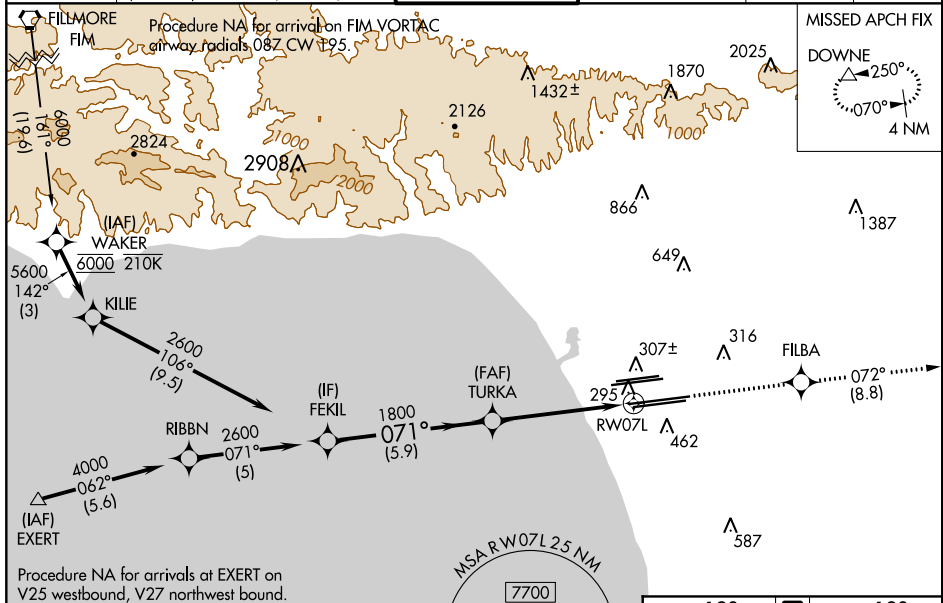 FILLMORE
FIM
Procedure NA for arrival on FIM VORTAC
airway radials 087 CW 195.
MISSED APCH FIX
DOWNE
250°
070°
4 NM
2025
1870
1432±
1000
2126
1000
2824
2908
2000
6000
161°
(19.6)
866
1387
649
(IAF)
WAKER
6000 210K
5600
142°
(3)
KILIE
2600
106°
(9.5)
307±
316
FILBA
295
072°
(8.8)
RW07L
462
(FAF)
TURKA
(IF)
FEKIL
1800
071°
(5.9)
RIBBN
2600
071°
(5)
4000
062°
(5.6)
(IAF)
EXERT
587
MSA RW07L 25 NM
7700
Procedure NA for arrivals at EXERT on
V25 westbound, V27 northwest bound.